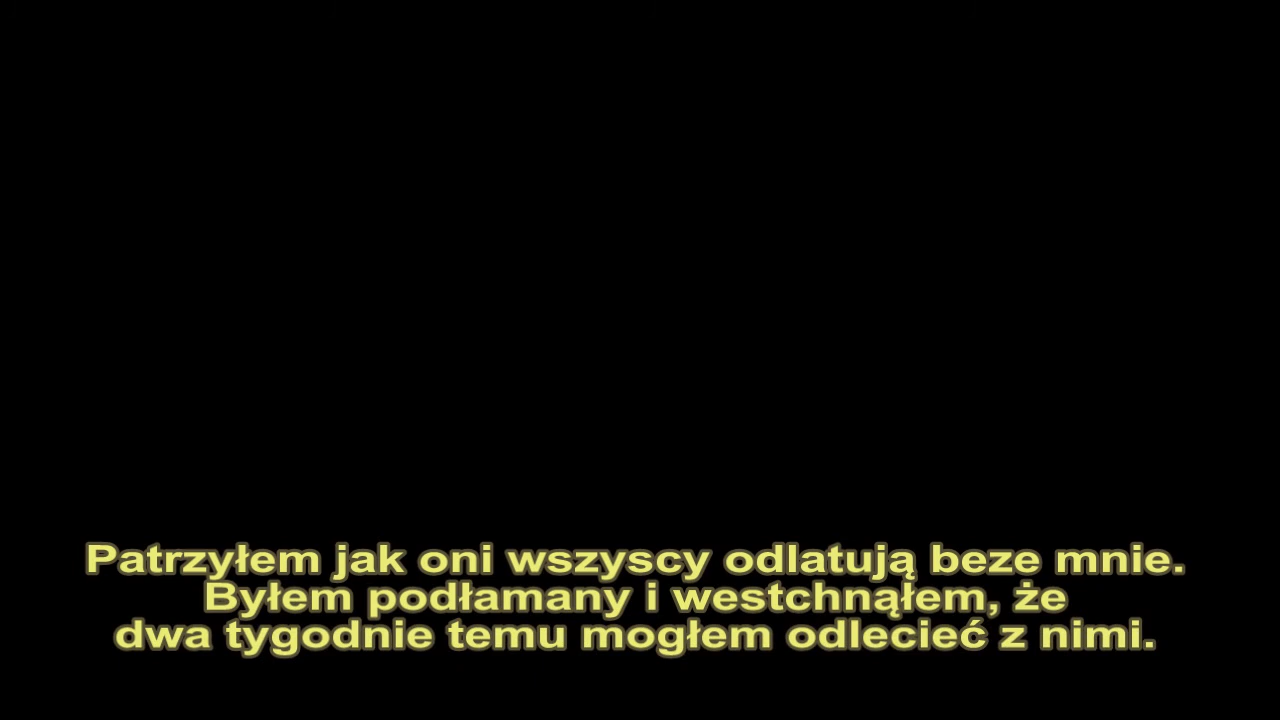 Patrzyłem jak oni wszyscy odlatują beze mnie.
Byłem podłamany i westchnąłem, że
dwa tygodnie temu mogłem odlecieć z nimi.